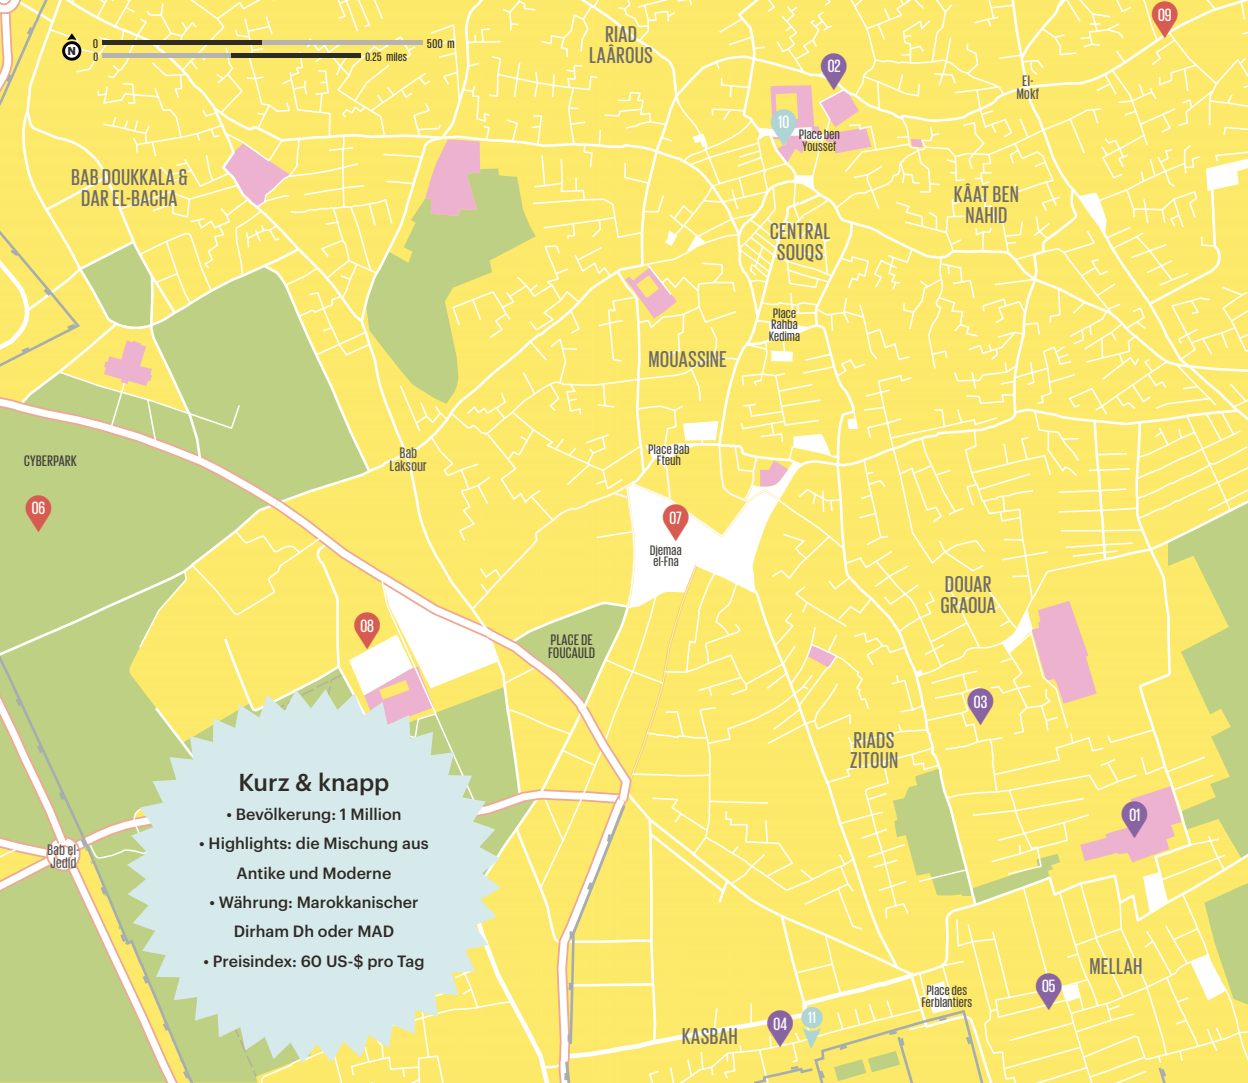 0
500 m
N
0
0.25 miles
RIAD
LAÂROUS
09
02
El-
Mokf
10
Place ben
Youssef
BAB DOUKKALA &
DAR EL-BACHA
KÂAT BEN
NAHID
CENTRAL
SOUQS
Place
Rahba
Kedima
MOUASSINE
Bab
Laksour
Place Bab
Fteuh
CYBERPARK
06
07
Djemaa
el-Fna
DOUAR
GRAOUA
08
PLACE DE
FOUCAULD
03
RIADS
ZITOUN
01
Bab el-
Jedid
Kurz & knapp
• Bevölkerung: 1 Million
• Highlights: die Mischung aus
Antike und Moderne
• Währung: Marokkanischer
Dirham Dh oder MAD
• Preisindex: 60 US-$ pro Tag
MELLAH
05
Place des
Ferblantiers
KASBAH
04
11